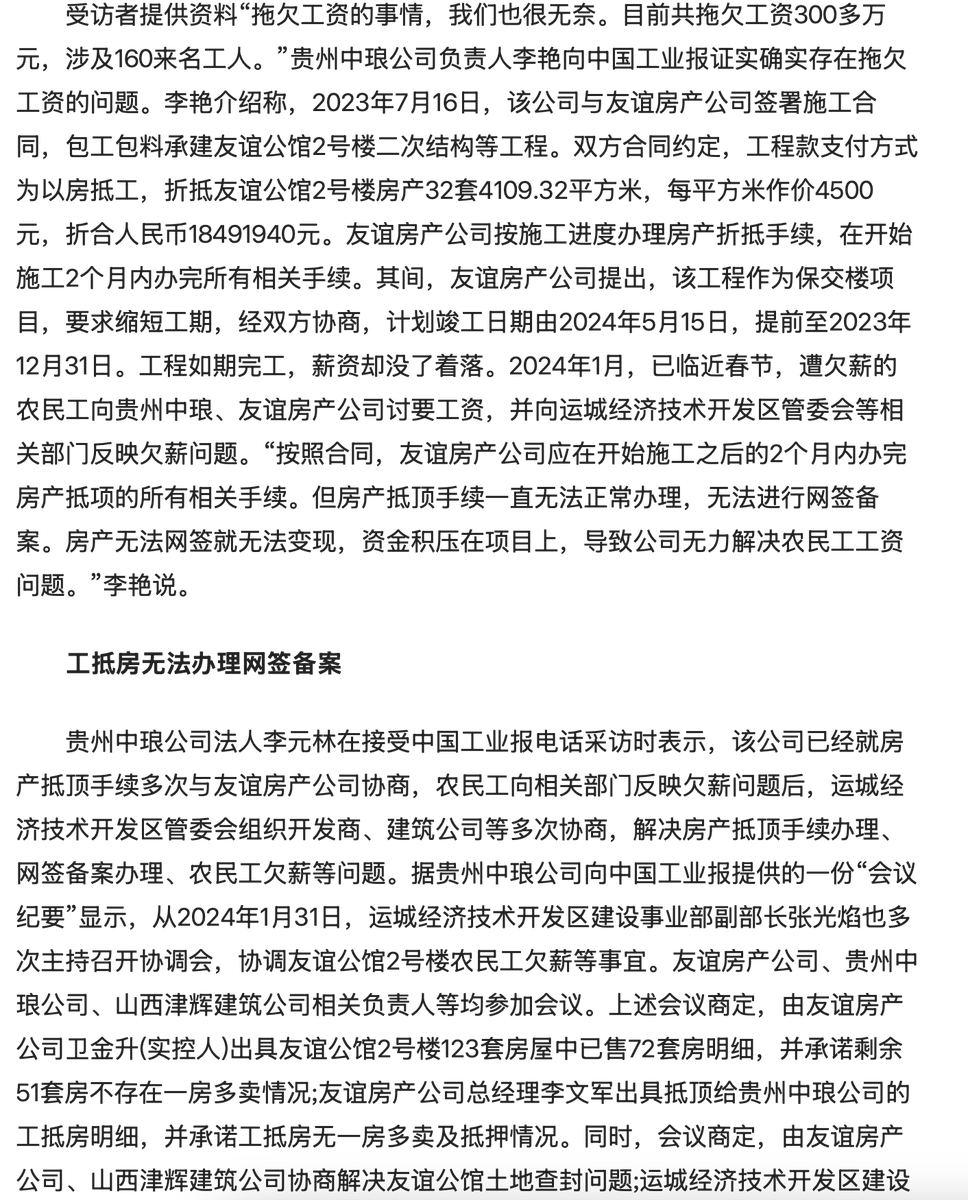 受访者提供资料“拖欠工资的事情，我们也很无奈。目前共拖欠工资300多万
元，涉及160来名工人。”贵州中琅公司负责人李艳向中国工业报证实确实存在拖欠
工资的问题。李艳介绍称，2023年7月16日，该公司与友谊房产公司签署施工合
同，包工包料承建友谊公馆2号楼二次结构等工程。双方合同约定，工程款支付方式
为以房抵工，折抵友谊公馆2号楼房产32套4109.32平方米，每平方米作价4500
元，折合人民币18491940元。友谊房产公司按施工进度办理房产折抵手续，在开始
施工2个月内办完所有相关手续。其间，友谊房产公司提出，该工程作为保交楼项
目，要求缩短工期，经双方协商，计划竣工日期由2024年5月15日，提前至2023年
12月31日。工程如期完工，薪资却没了着落。2024年1月，已临近春节，遭欠薪的
农民工向贵州中琅、友谊房产公司讨要工资，并向运城经济技术开发区管委会等相
关部门反映欠薪问题。“按照合同，友谊房产公司应在开始施工之后的2个月内办完
房产抵项的所有相关手续。但房产抵顶手续一直无法正常办理，无法进行网签备
案。房产无法网签就无法变现，资金积压在项目上，导致公司无力解决农民工工资
问题。”李艳说。
工抵房无法办理网签备案
贵州中琅公司法人李元林在接受中国工业报电话采访时表示，该公司已经就房
产抵顶手续多次与友谊房产公司协商，农民工向相关部门反映欠薪问题后，运城经
济技术开发区管委会组织开发商、建筑公司等多次协商，解决房产抵顶手续办理、
网签备案办理、农民工欠薪等问题。据贵州中琅公司向中国工业报提供的一份“会议
纪要”显示，从2024年1月31日，运城经济技术开发区建设事业部副部长张光焰也多
次主持召开协调会，协调友谊公馆2号楼农民工欠薪等事宜。友谊房产公司、贵州中
琅公司、山西津辉建筑公司相关负责人等均参加会议。上述会议商定，由友谊房产
公司卫金升(实控人)出具友谊公馆2号楼123套房屋中已售72套房明细，并承诺剩余
51套房不存在一房多卖情况;友谊房产公司总经理李文军出具抵顶给贵州中琅公司的
工抵房明细，并承诺工抵房无一房多卖及抵押情况。同时，会议商定，由友谊房产
公司、山西津辉建筑公司协商解决友谊公馆土地查封问题;运城经济技术开发区建设